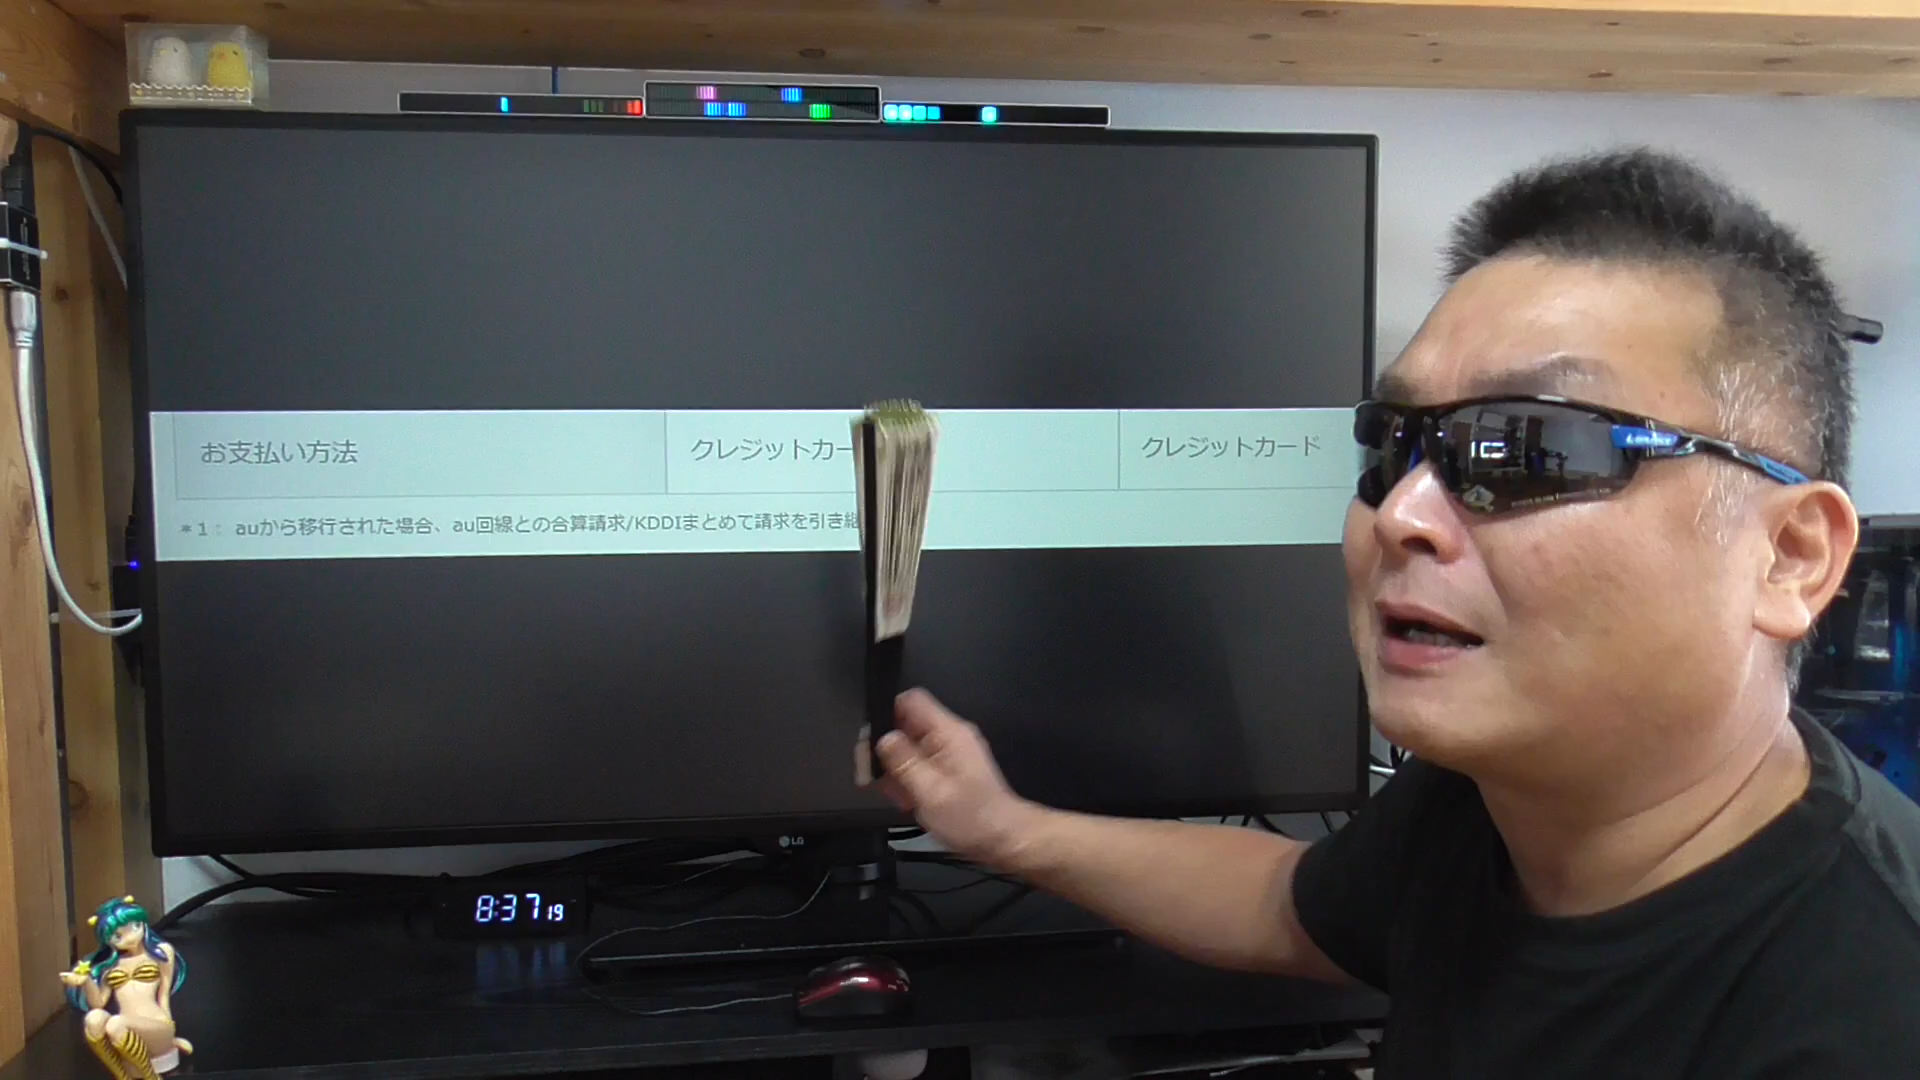 お支払い方法
クレジットカー
クレジットカード
*1: auから移行された場合、au回線との合算請求/KDDIまとめて請求を引き継
LG
8:37 19